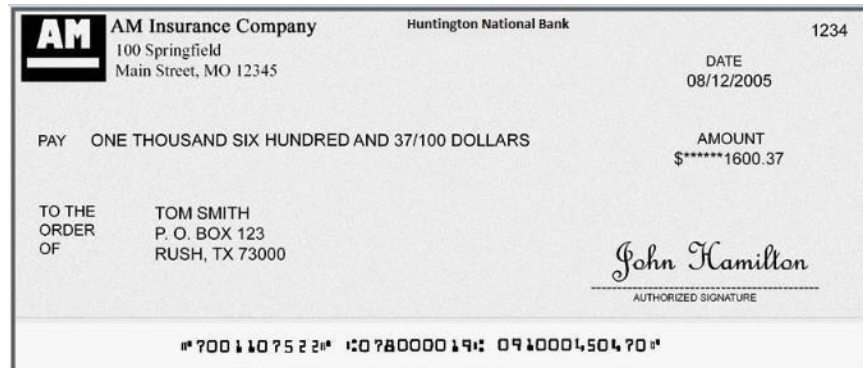 AM
AM Insurance Company
100 Springfield
Main Street, MO 12345
Huntington National Bank
1234
DATE
08/12/2005
PAY ONE THOUSAND SIX HUNDRED AND 37/100 DOLLARS
AMOUNT
$******1600.37
TO THE ORDER OF
TOM SMITH
P. O. BOX 123
RUSH, TX 73000
John Hamilton
AUTHORIZED SIGNATURE
⑈7001107522⑈ ⑆078000019⑆ 091000450470⑈